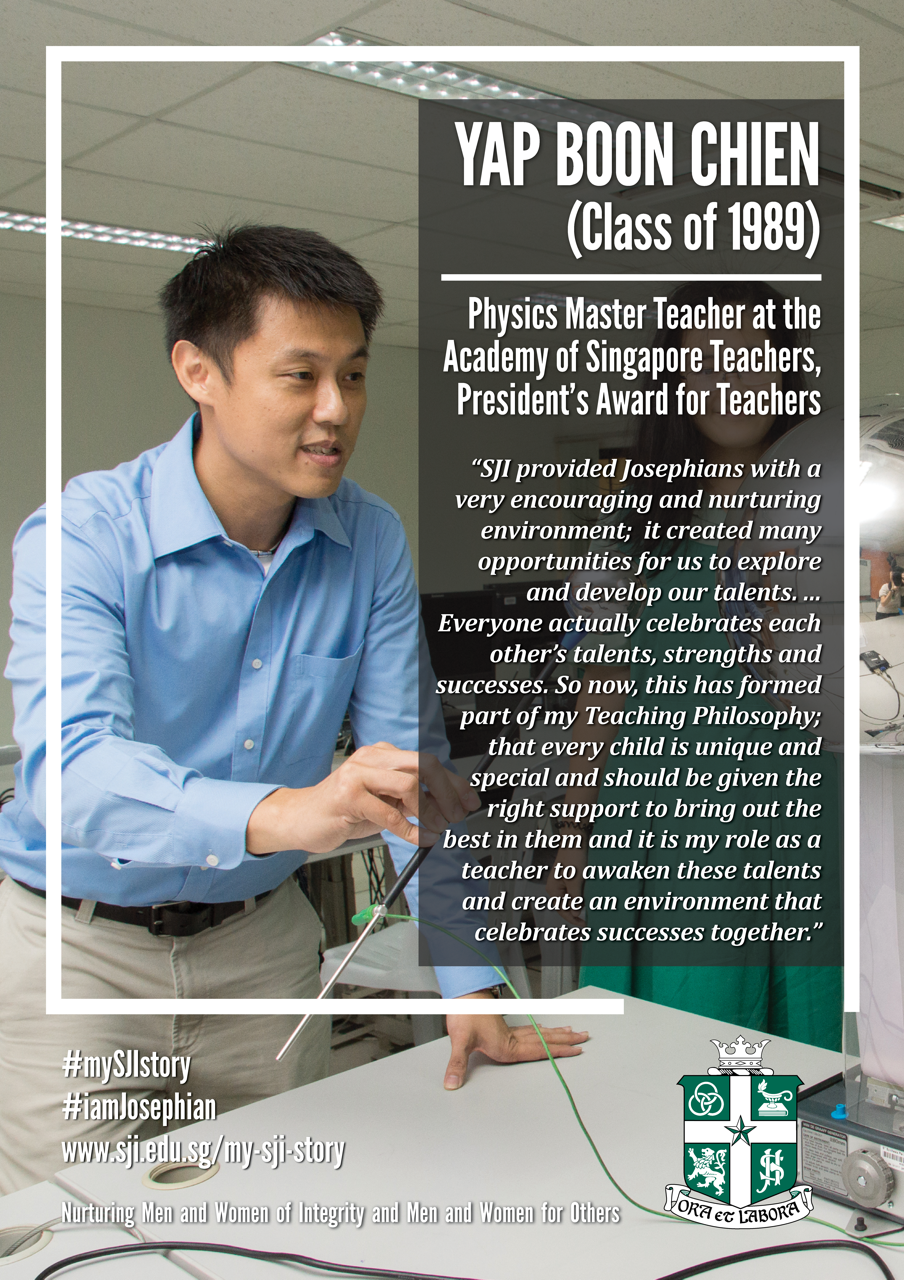 YAP BOON CHIEN
(Class of 1989)
Physics Master Teacher at the
Academy of Singapore Teachers,
President's Award for Teachers
“SJI provided Josephians with a
very encouraging and nurturing
environment;  it created many
opportunities for us to explore
and develop our talents. ...
Everyone actually celebrates each
other's talents, strengths and
successes. So now, this has formed
part of my Teaching Philosophy;
that every child is unique and
special and should be given the
right support to bring out the
best in them and it is my role as a
teacher to awaken these talents
and create an environment that
celebrates successes together.”
#mySJIstory
#iamJosephian
www.sji.edu.sg/my-sji-story
Nurturing Men and Women of Integrity and Men and Women for Others
ORA ET LABORA